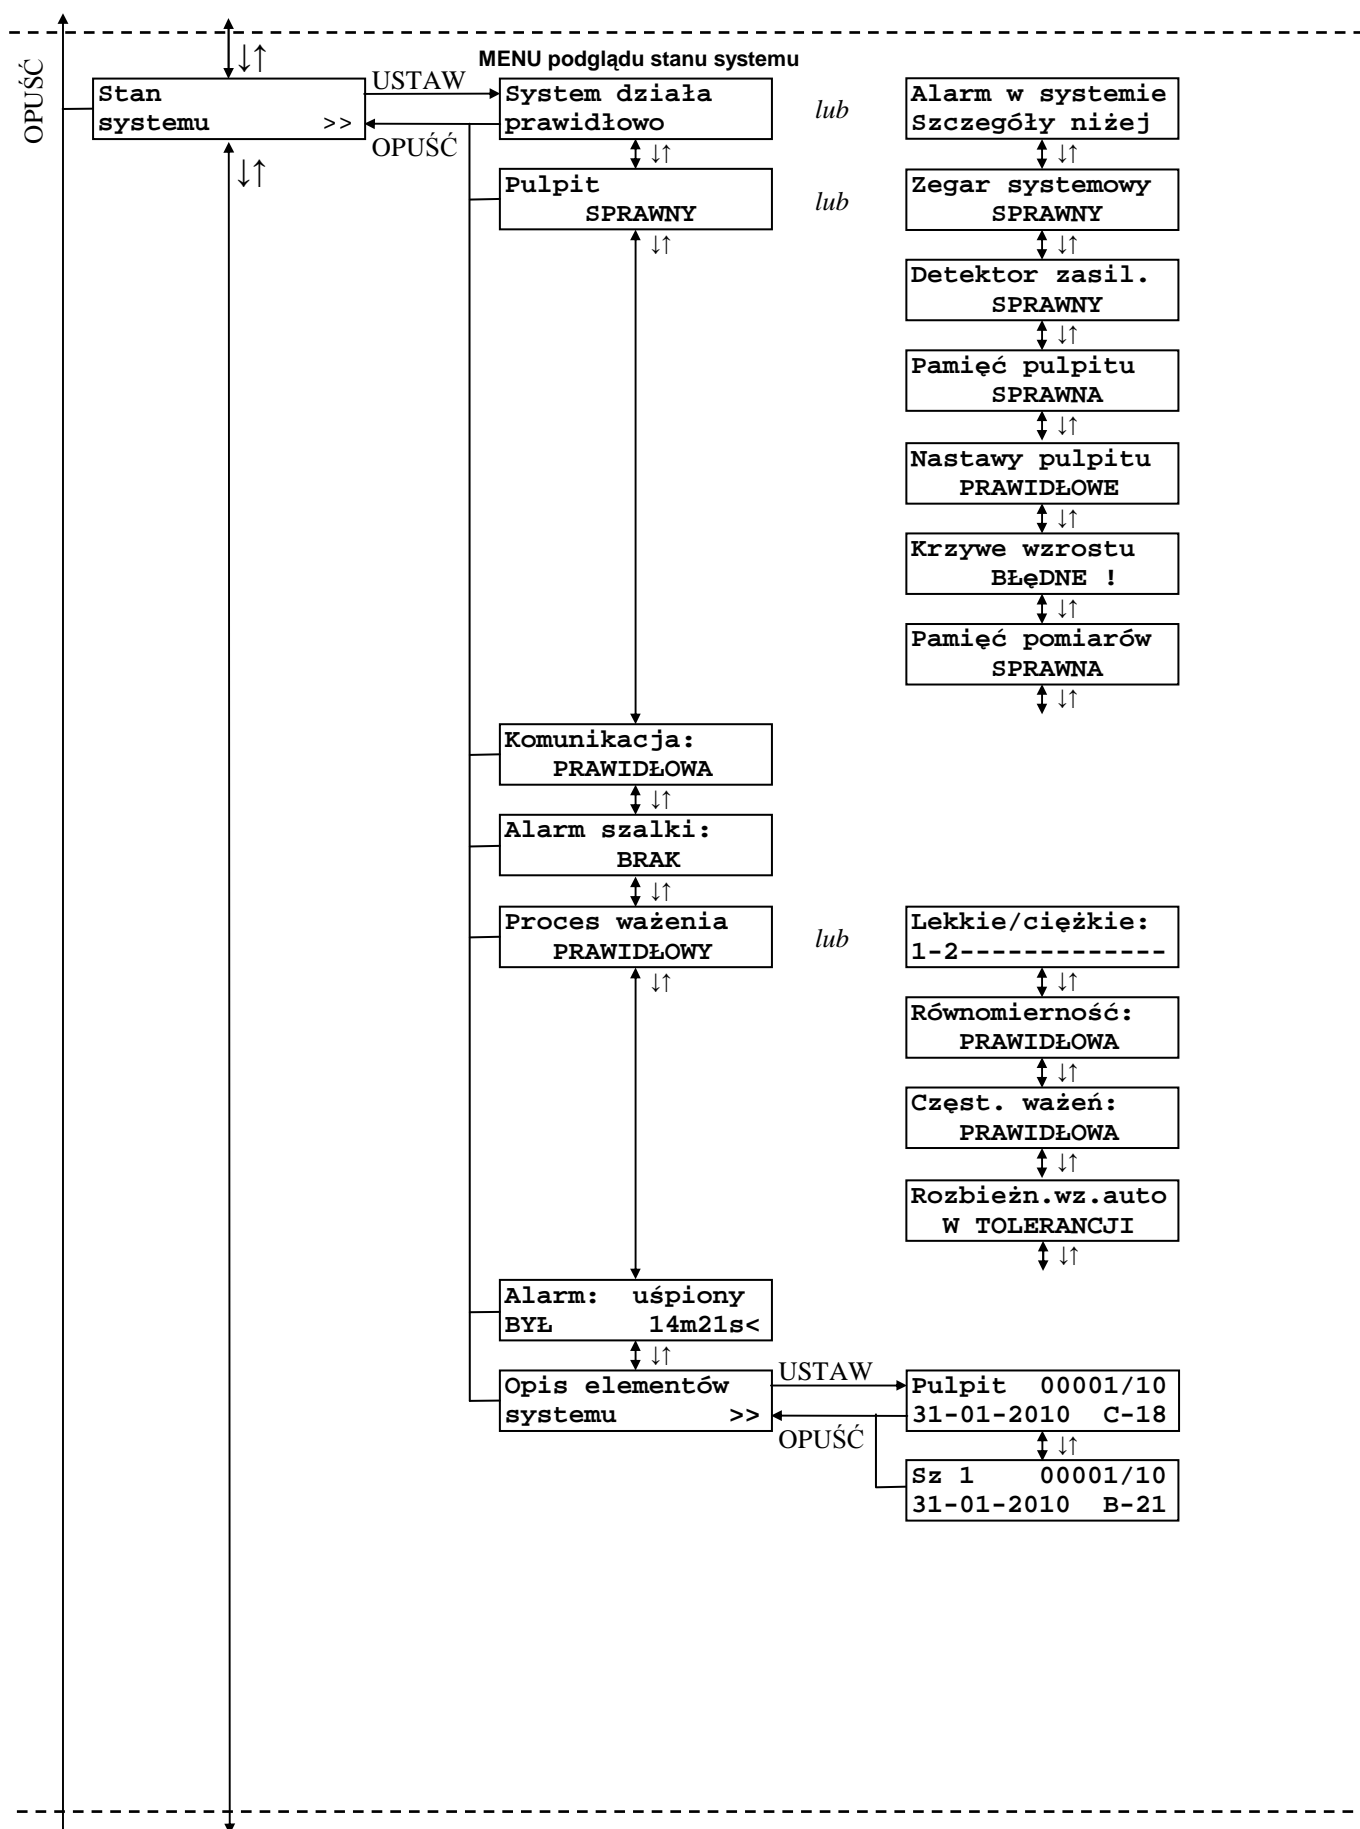 OPUŚĆ
↓↑
MENU podglądu stanu systemu
Stan
systemu >>
↓↑
USTAW
OPUŚĆ
System działa
prawidłowo
lub
Alarm w systemie
Szczegóły niżej
↓↑
↓↑
Pulpit
SPRAWNY
lub
Zegar systemowy
SPRAWNY
↓↑
↓↑
Detektor zasil.
SPRAWNY
↓↑
Pamięć pulpitu
SPRAWNA
↓↑
Nastawy pulpitu
PRAWIDŁOWE
↓↑
Krzywe wzrostu
BŁęDNE !
↓↑
Pamięć pomiarów
SPRAWNA
↓↑
Komunikacja:
PRAWIDŁOWA
↓↑
Alarm szalki:
BRAK
↓↑
Proces ważenia
PRAWIDŁOWY
↓↑
lub
Lekkie/ciężkie:
1-2-------------
↓↑
Równomierność:
PRAWIDŁOWA
↓↑
Częst. ważeń:
PRAWIDŁOWA
↓↑
Rozbieżn.wz.auto
W TOLERANCJI
↓↑
Alarm: uśpiony
BYŁ 14m21s<
↓↑
Opis elementów
systemu >>
USTAW
OPUŚĆ
Pulpit 00001/10
31-01-2010 C-18
↓↑
Sz 1 00001/10
31-01-2010 B-21